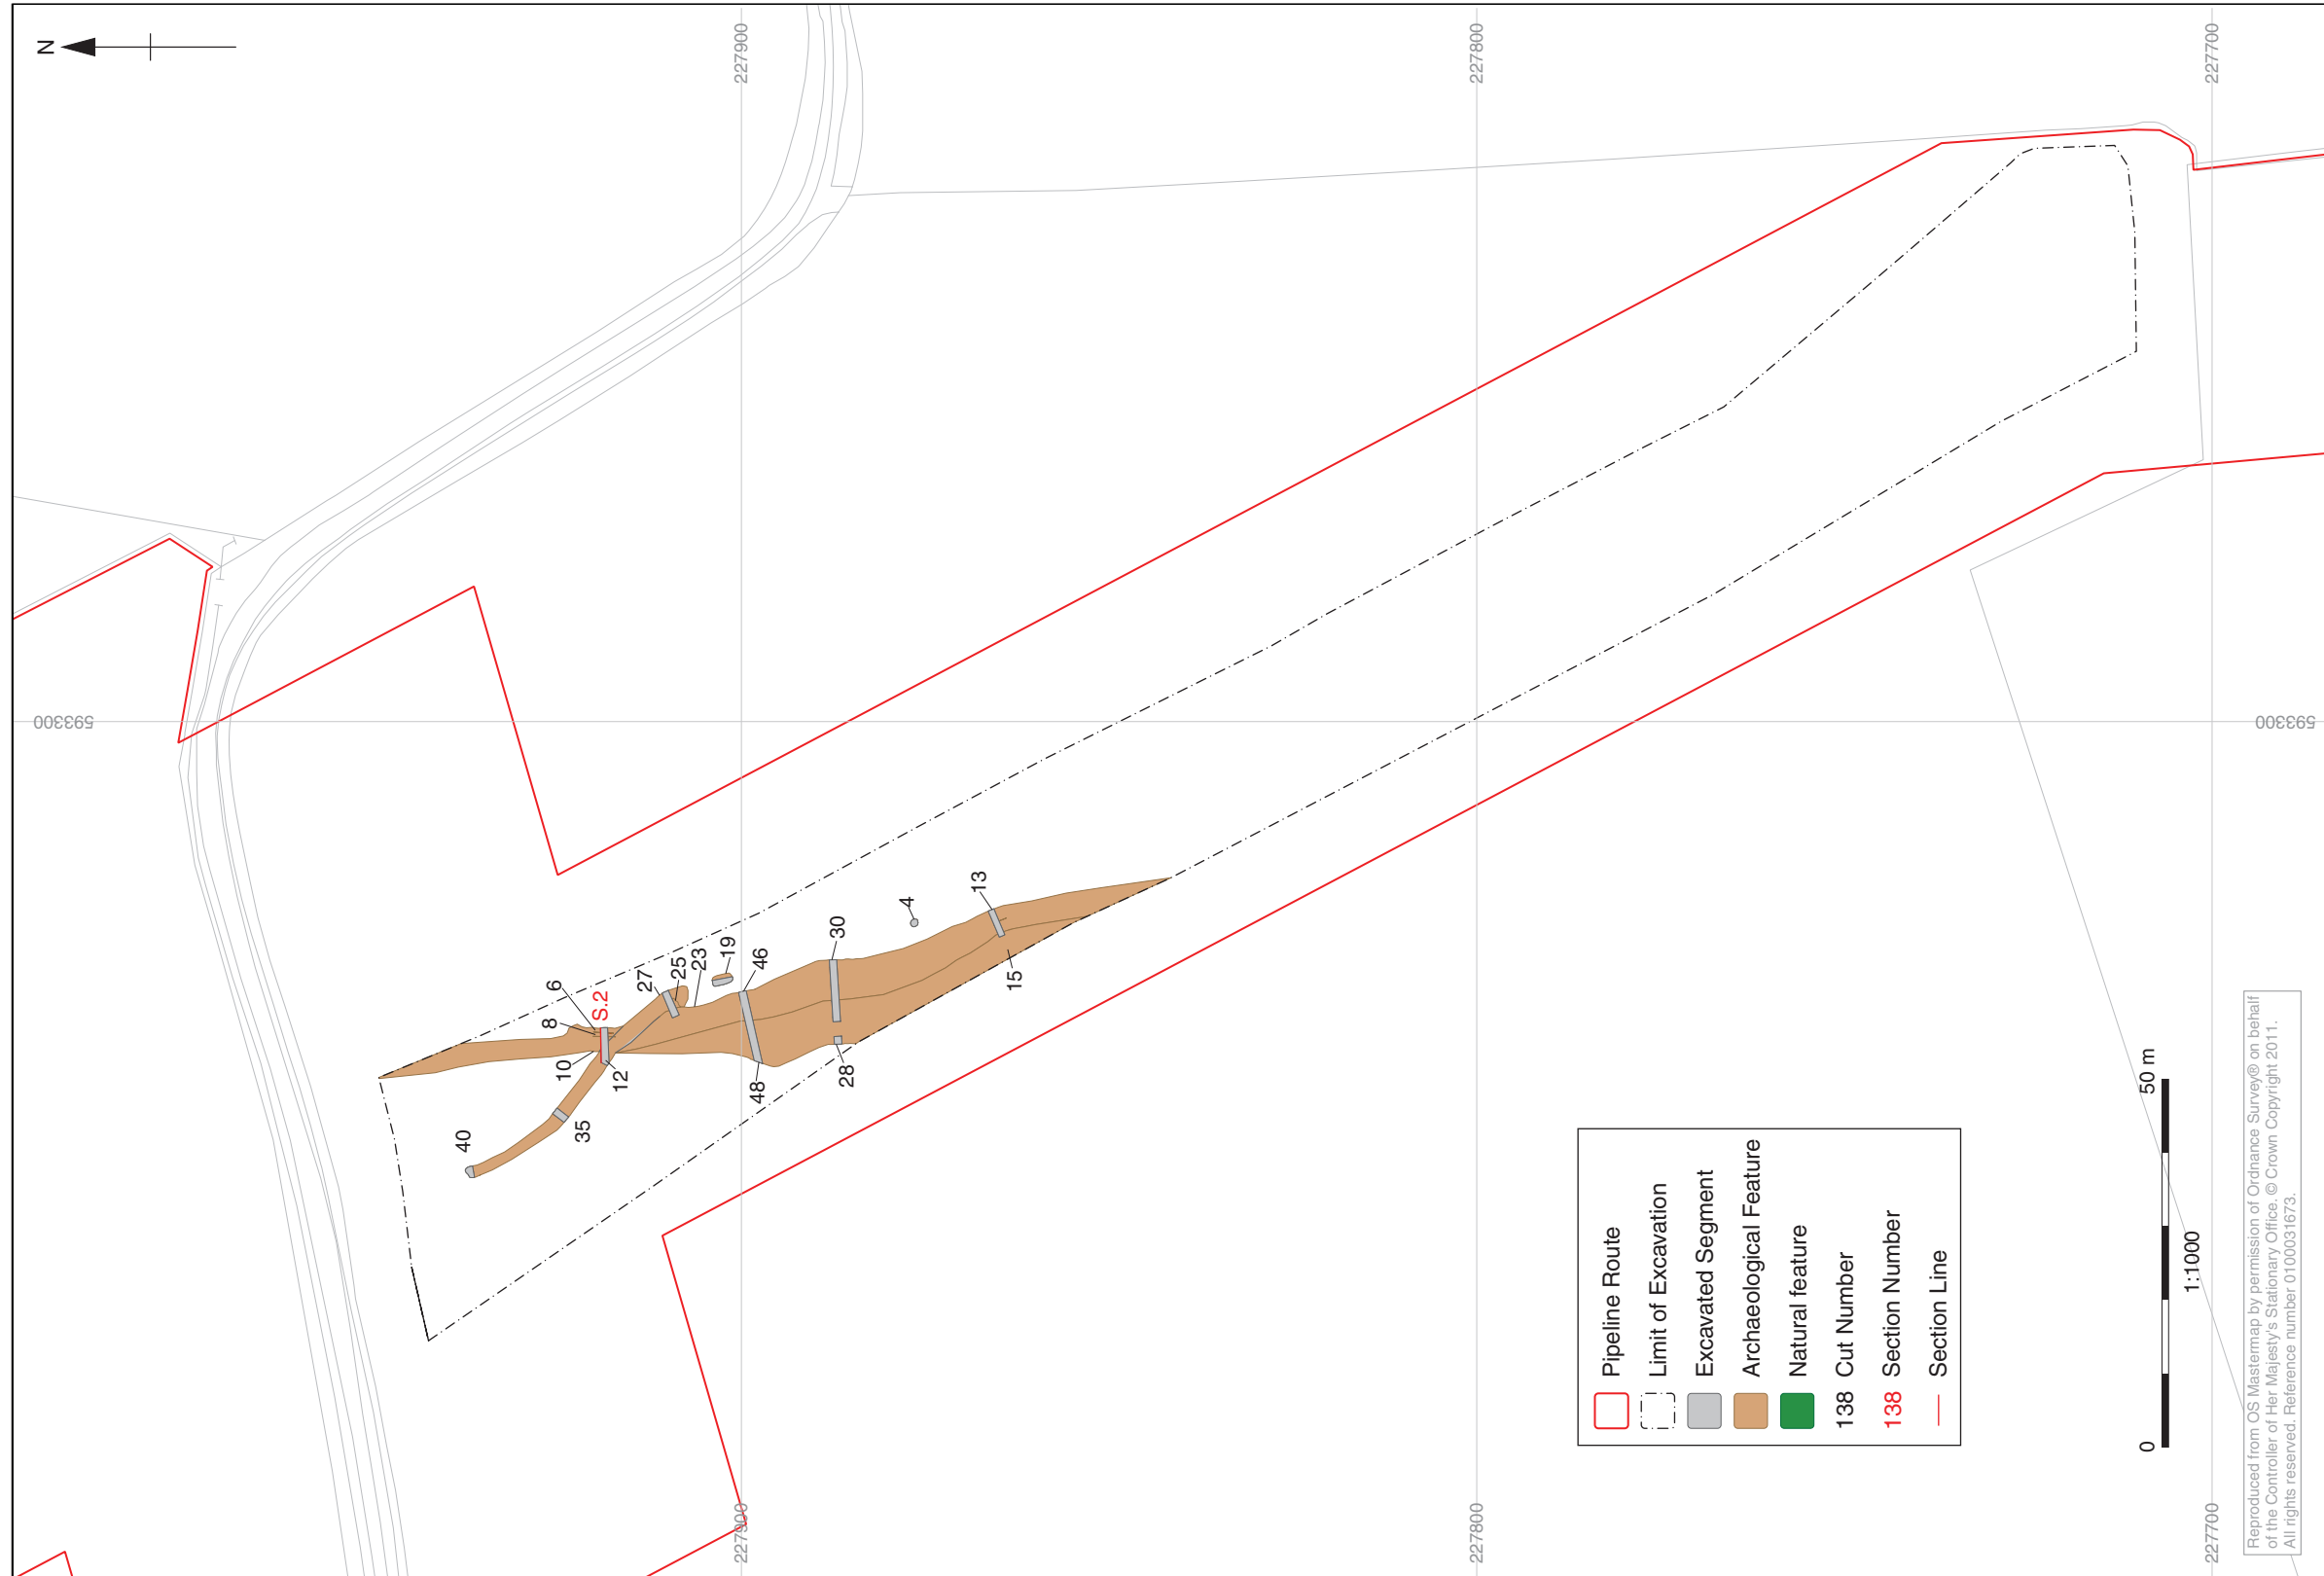 N
227900
227800
227700
593300
593300
8
6
S.2
10
12
27
25
23
19
40
35
46
48
30
28
4
13
15
227900
227800
227700
Pipeline Route
Limit of Excavation
Excavated Segment
Archaeological Feature
Natural feature
138 Cut Number
138 Section Number
Section Line
0 50 m
1:1000
Reproduced from OS Mastermap by permission of Ordnance Survey® on behalf
of the Controller of Her Majesty's Stationary Office. © Crown Copyright 2011.
All rights reserved. Reference number 0100031673.